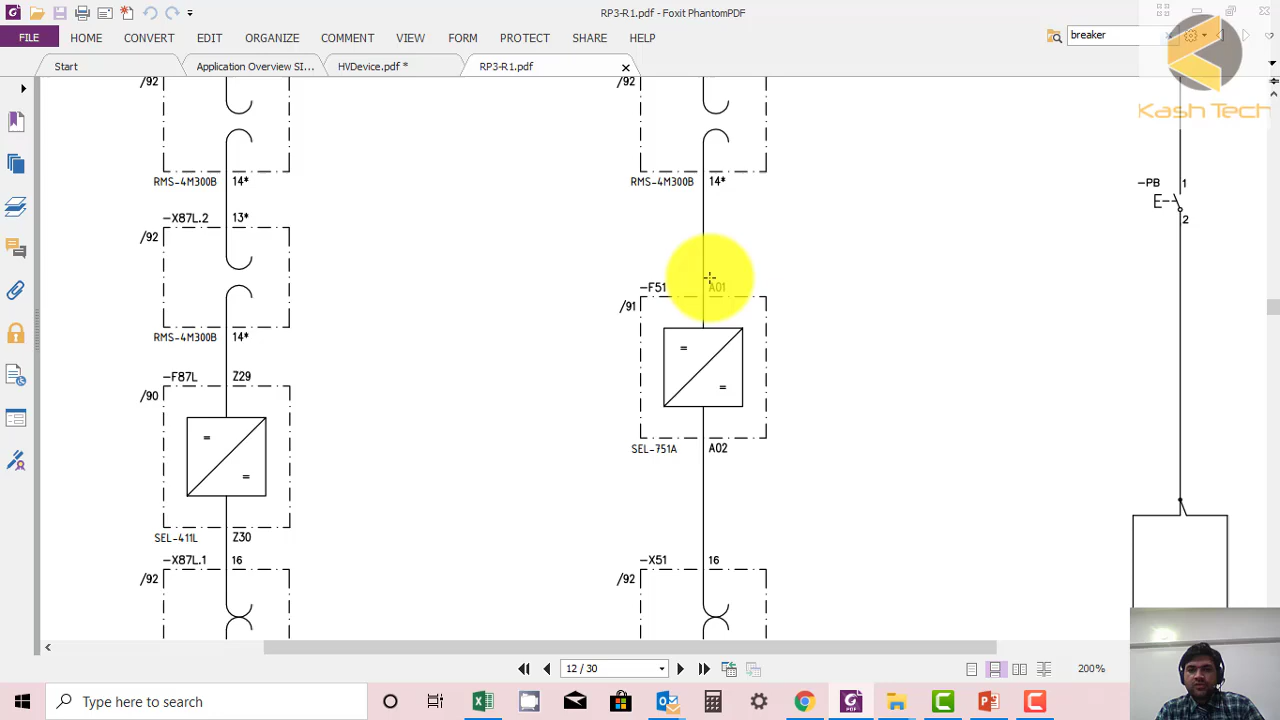 RP3-R1.pdf - Foxit PhantomPDF
FILE HOME CONVERT EDIT ORGANIZE COMMENT VIEW FORM PROTECT SHARE HELP
breaker
Start Application Overview SI... HVDevice.pdf * RP3-R1.pdf
Kash Tech
/92 /92
RMS-4M300B 14* RMS-4M300B 14*
-PB 1
E
2
-X87L.2 13*
/92
-F51 A01
/91
RMS-4M300B 14*
= =
-F87L Z29
/90
= =
SEL-751A A02
SEL-411L Z30
-X87L.1 16 -X51 16
/92 /92
12 / 30
200%
Type here to search